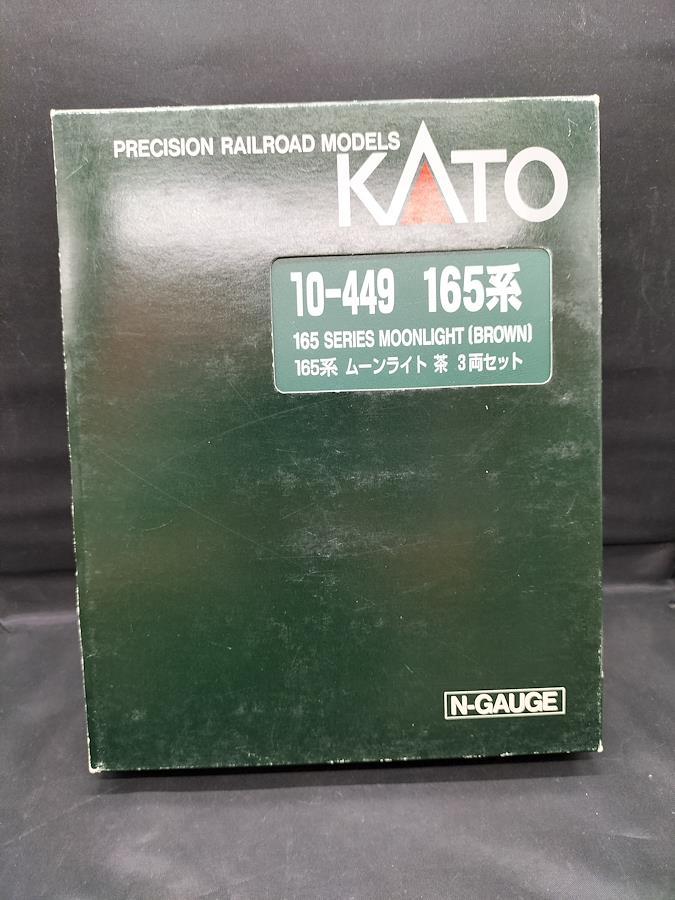 PRECISION RAILROAD MODELS
KATO
10-449 165系
165 SERIES MOONLIGHT (BROWN)
165系 ムーンライト 茶 3両セット
N-GAUGE